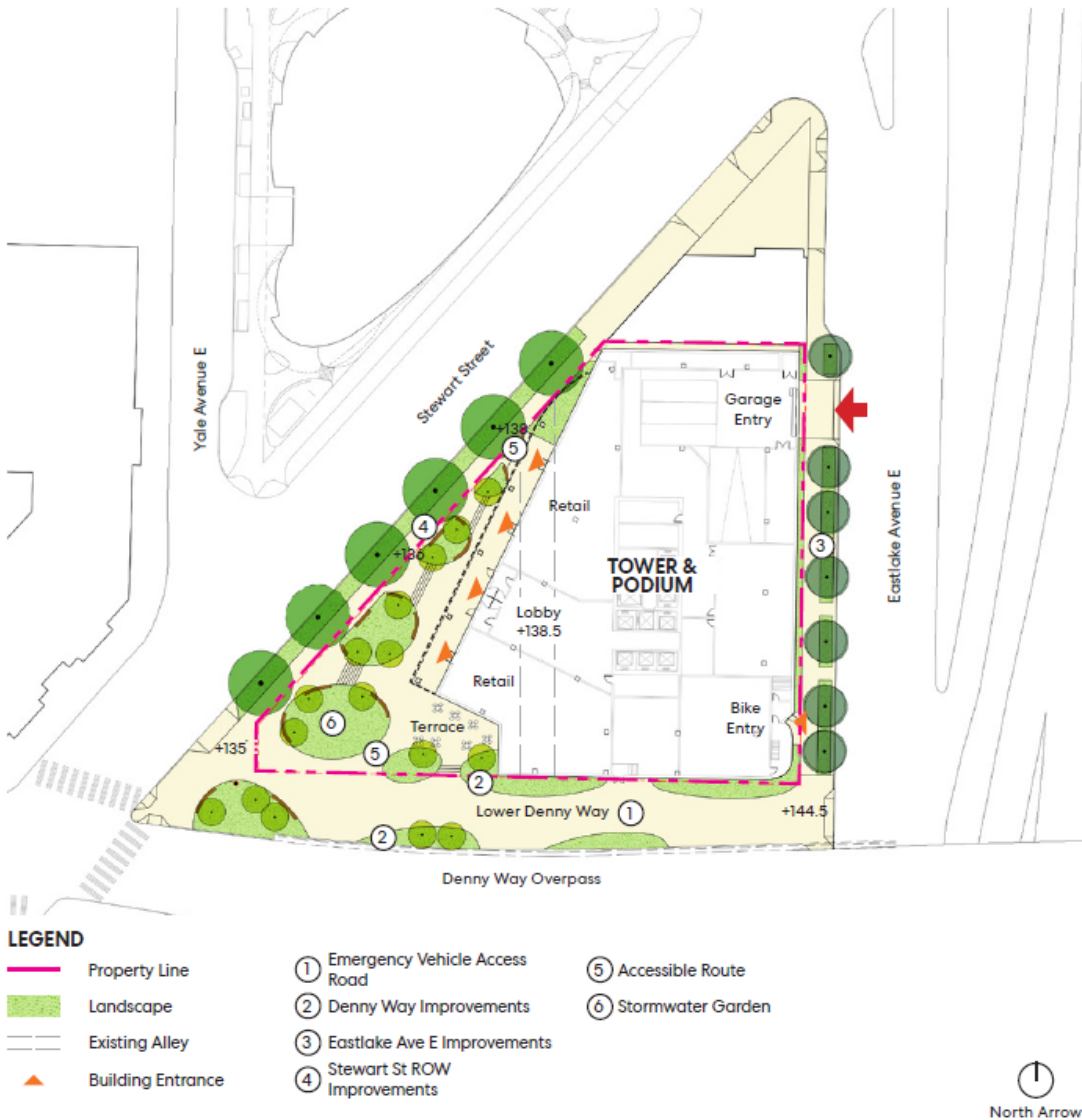 Yale Avenue E
Stewart Street
Garage
Entry
+138
5
Retail
4
+136
3
Eastlake Avenue E
TOWER &
PODIUM
Lobby
+138.5
Retail
6
Bike
Entry
Terrace
+135
5
2
Lower Denny Way
1
+144.5
2
Denny Way Overpass
LEGEND
Property Line
Landscape
Existing Alley
Building Entrance
1 Emergency Vehicle Access
Road
2 Denny Way Improvements
3 Eastlake Ave E Improvements
4 Stewart St ROW
Improvements
5 Accessible Route
6 Stormwater Garden
North Arrow